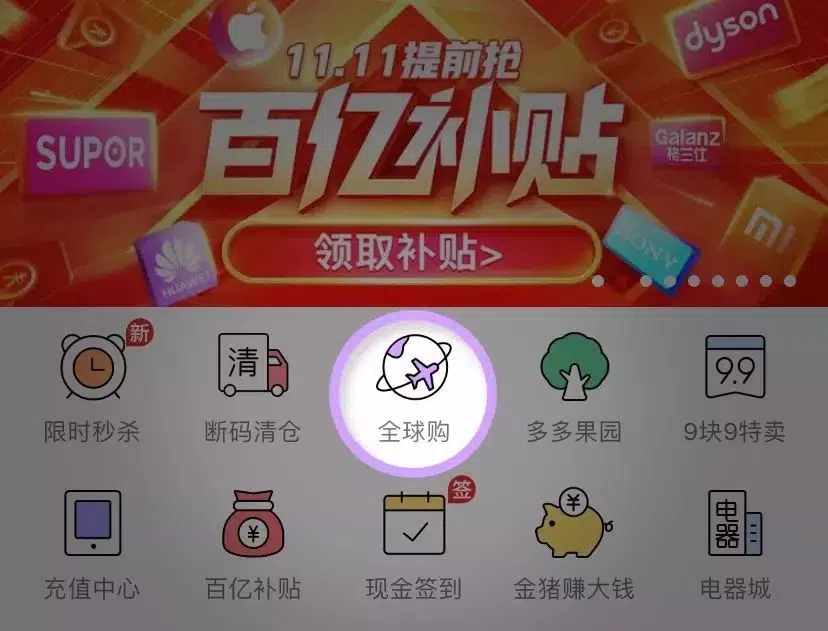 11.11提前抢
dyson
百亿补贴
SUPOR
Galanz
格兰仕
领取补贴>
HUAWEI
SONY
mi
新
清
9.9
限时秒杀
断码清仓
全球购
多多果园
9块9特卖
签
¥
¥
电器
充值中心
百亿补贴
现金签到
金猪赚大钱
电器城